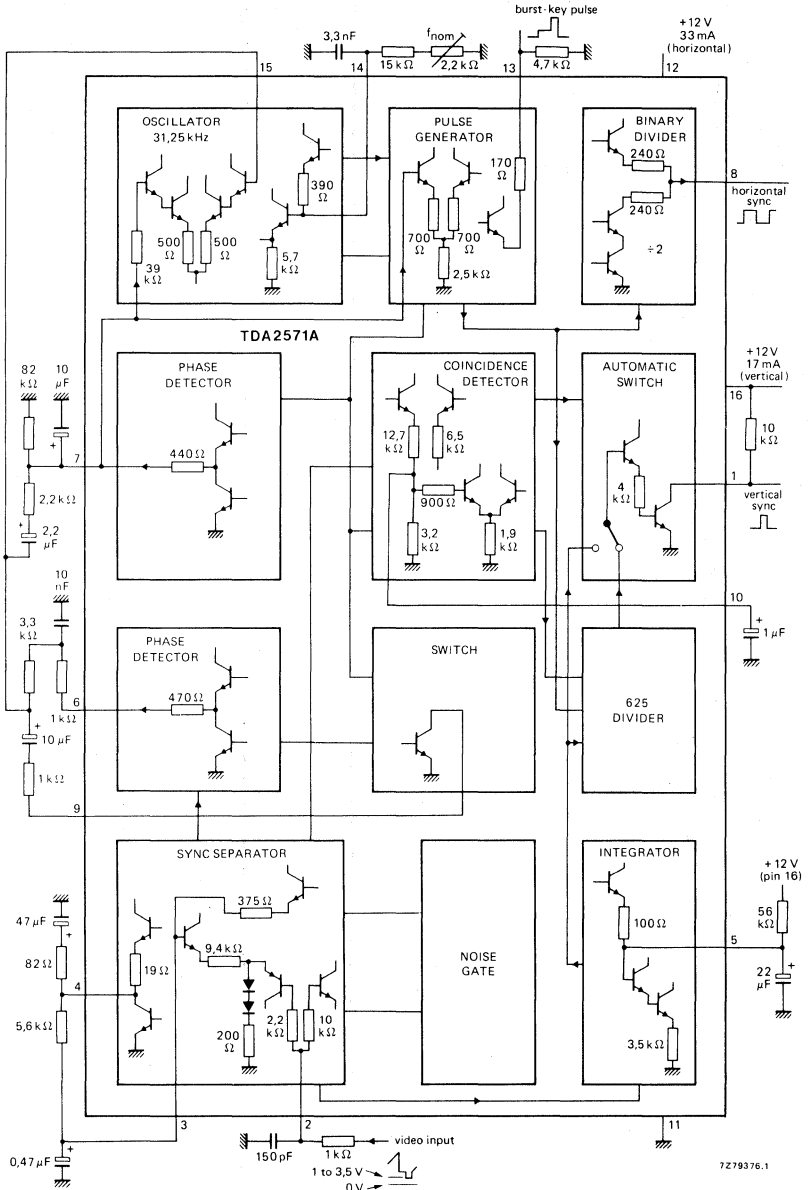 burst-key pulse
+12 V
33 mA
(horizontal)
3,3 nF
fnom
15 kΩ
2,2 kΩ
4,7 kΩ
15
14
13
12
OSCILLATOR
31,25 kHz
390
Ω
500
Ω
500
Ω
39
kΩ
5,7
kΩ
PULSE
GENERATOR
170
Ω
700
Ω
700
Ω
2,5 kΩ
BINARY
DIVIDER
240 Ω
240 Ω
÷2
8
horizontal
sync
TDA2571A
82
kΩ
10
µF
+
7
2,2 kΩ
+
2,2
µF
PHASE
DETECTOR
440 Ω
COINCIDENCE
DETECTOR
12,7
kΩ
6,5
kΩ
900 Ω
3,2
kΩ
1,9
kΩ
AUTOMATIC
SWITCH
4
kΩ
+12 V
17 mA
(vertical)
16
10
kΩ
1
vertical
sync
10
+
1 µF
10
nF
3,3
kΩ
6
1 kΩ
+
10 µF
1 kΩ
9
PHASE
DETECTOR
470 Ω
SWITCH
625
DIVIDER
SYNC SEPARATOR
375 Ω
9,4 kΩ
19 Ω
200
Ω
2,2
kΩ
10
kΩ
NOISE
GATE
INTEGRATOR
100 Ω
3,5 kΩ
+12 V
(pin 16)
56
kΩ
5
+
22
µF
47 µF
+
82 Ω
4
5,6 kΩ
3
2
11
+
0,47 µF
150 pF
1 kΩ
video input
1 to 3,5 V
0 V
7Z79376.1